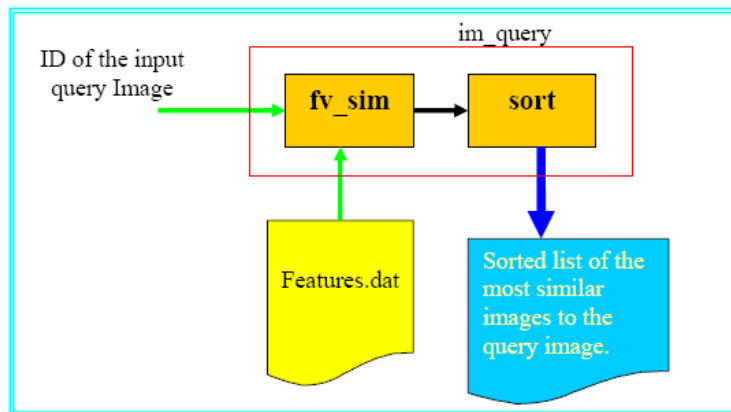 im_query
ID of the input
query Image
fv_sim
sort
Features.dat
Sorted list of the
most similar
images to the
query image.